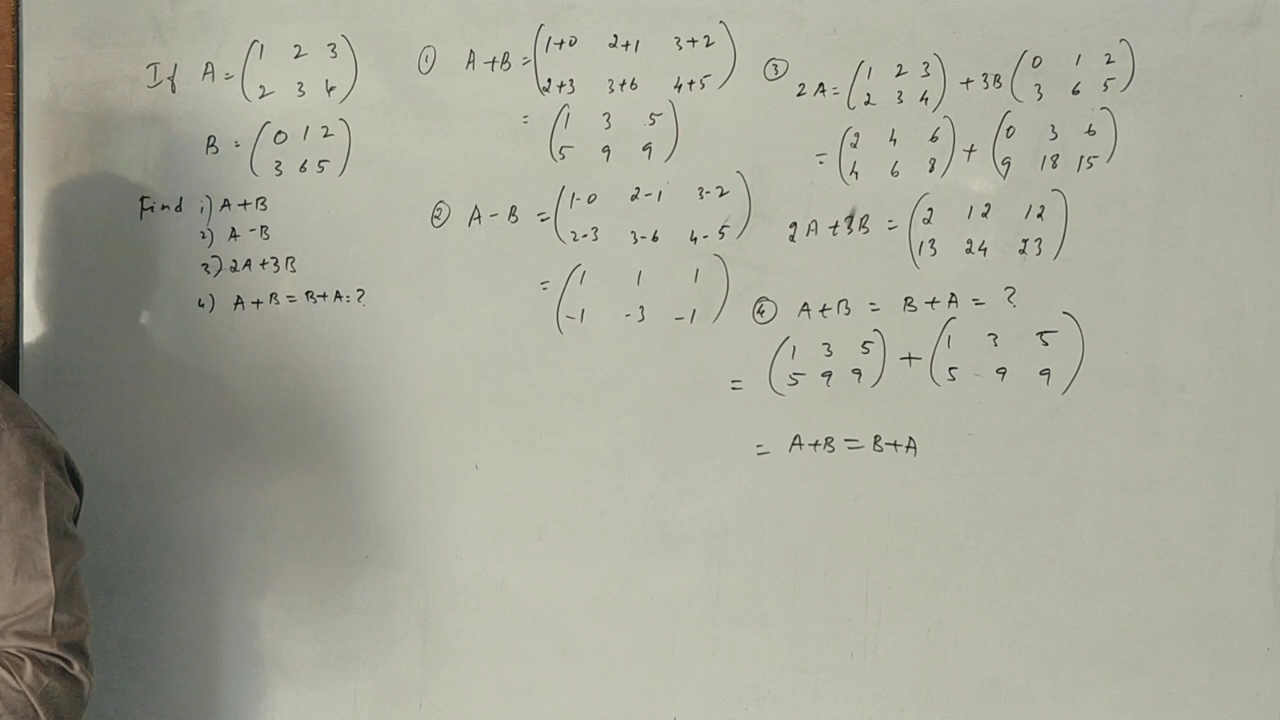 If A = (1 2 3
2 3 4)
B = (0 1 2
3 6 5)
Find 1) A+B
2) A-B
3) 2A+3B
4) A+B = B+A = ?
① A+B = (1+0 2+1 3+2
2+3 3+6 4+5)
= (1 3 5
5 9 9)
② A-B = (1-0 2-1 3-2
2-3 3-6 4-5)
= (1 1 1
-1 -3 -1)
③ 2A = (1 2 3
2 3 4) + 3B (0 1 2
3 6 5)
= (2 4 6
4 6 8) + (0 3 6
9 18 15)
2A+3B = (2 12 12
13 24 23)
④ A+B = B+A = ?
= (1 3 5
5 9 9) + (1 3 5
5 9 9)
= A+B = B+A